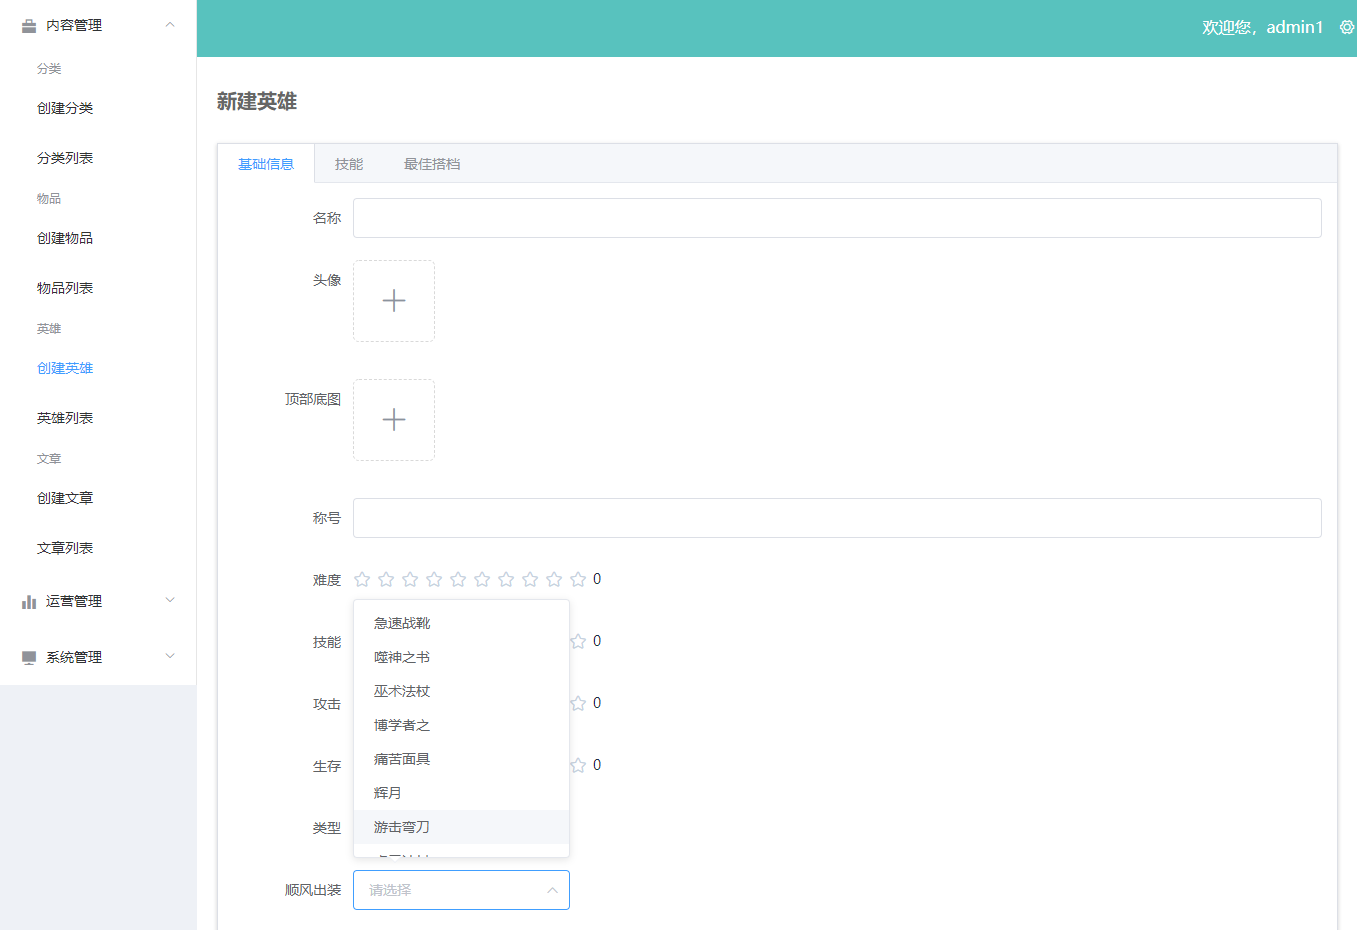 内容管理
分类
创建分类
分类列表
物品
创建物品
物品列表
英雄
创建英雄
英雄列表
文章
创建文章
文章列表
运营管理
系统管理
欢迎您，admin1
新建英雄
基础信息 技能 最佳搭档
名称
头像
顶部底图
称号
难度 0
技能 0
攻击 0
生存 0
类型
急速战靴
噬神之书
巫术法杖
博学者之
痛苦面具
辉月
游击弯刀
顺风出装 请选择